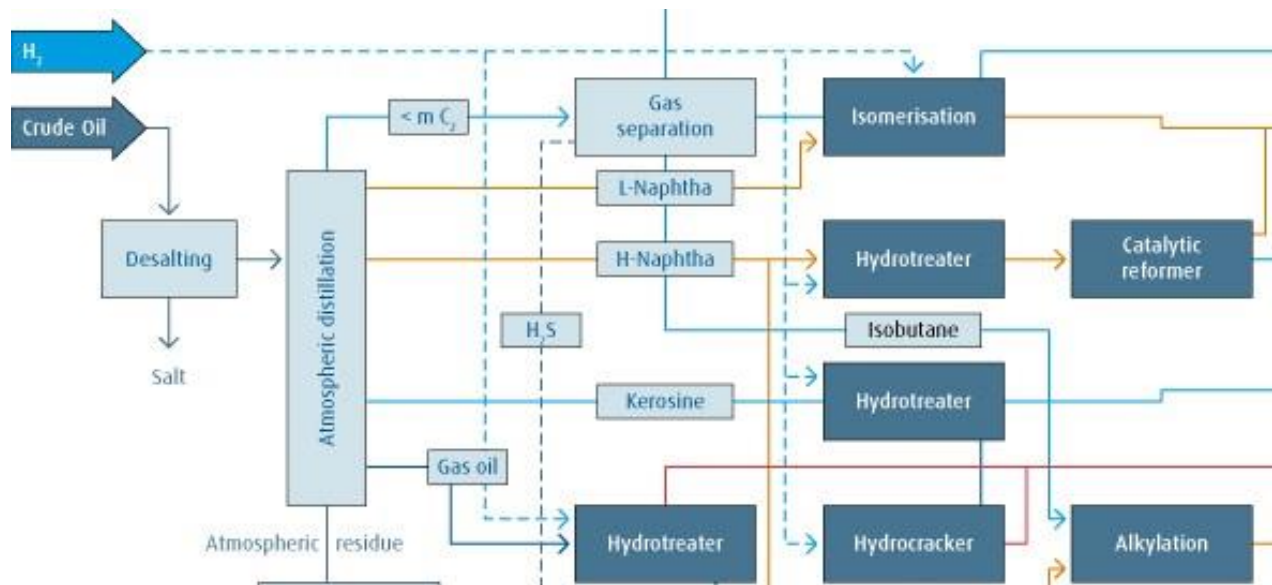 H₂
Crude Oil
< m C₂
Gas
separation
Isomerisation
L-Naphtha
Desalting
Atmospheric distillation
H-Naphtha
Hydrotreater
Catalytic
reformer
H₂S
Isobutane
Salt
Kerosine
Hydrotreater
Gas oil
Atmospheric residue
Hydrotreater
Hydrocracker
Alkylation